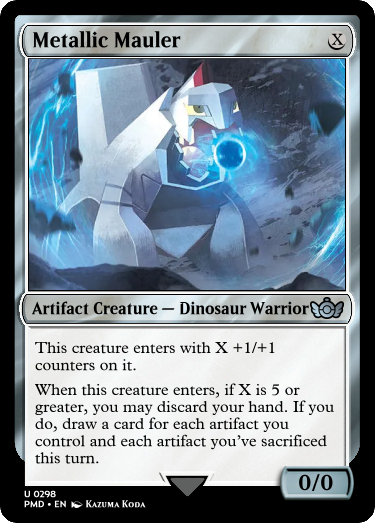 Metallic Mauler
X
Artifact Creature — Dinosaur Warrior
This creature enters with X +1/+1
counters on it.
When this creature enters, if X is 5 or
greater, you may discard your hand. If you
do, draw a card for each artifact you
control and each artifact you've sacrificed
this turn.
0/0
U 0298
PMD • EN KAZUMA KODA